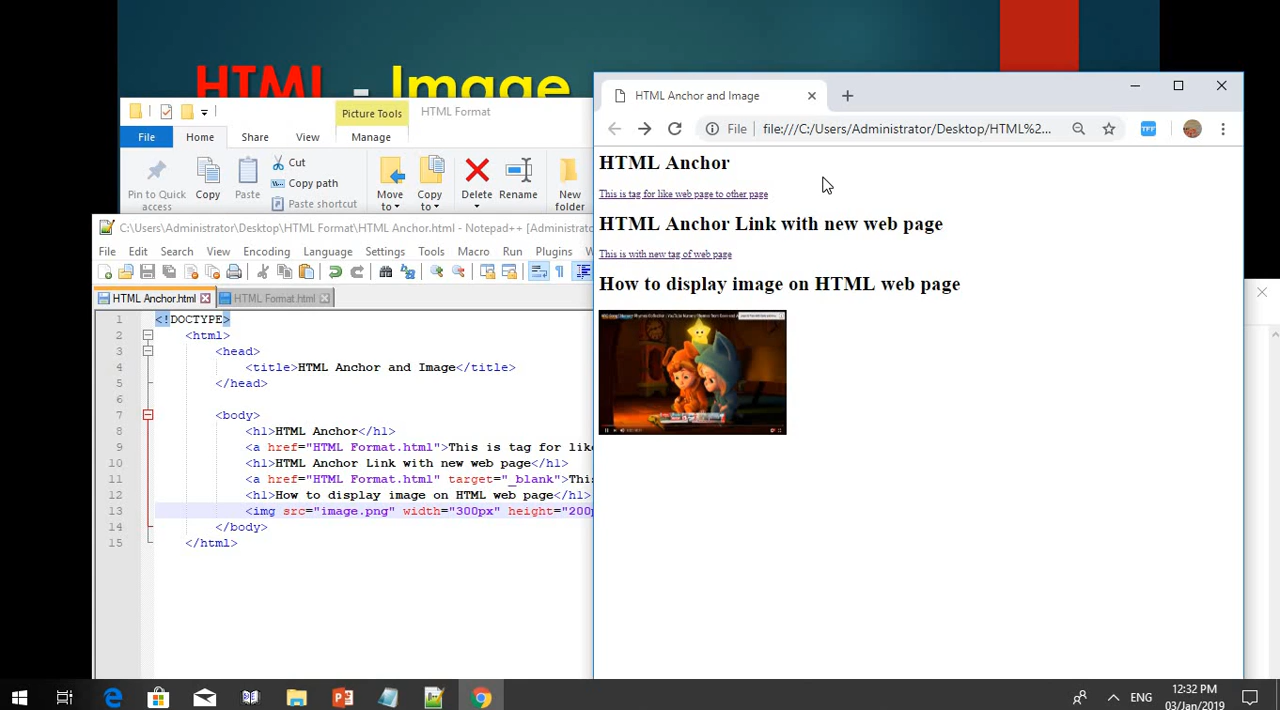 HTML - Image
Picture Tools
HTML Format
File
Home
Share
View
Manage
Pin to Quick
access
Copy
Paste
Cut
Copy path
Paste shortcut
Move
to
Copy
to
Delete
Rename
New
folder
C:\Users\Administrator\Desktop\HTML Format\HTML Anchor.html - Notepad++ [Administrator
File Edit Search View Encoding Language Settings Tools Macro Run Plugins W
HTML Anchor.html
HTML Format.html
1 <!DOCTYPE>
2 <html>
3 <head>
4 <title>HTML Anchor and Image</title>
5 </head>
6
7 <body>
8 <h1>HTML Anchor</h1>
9 <a href="HTML Format.html">This is tag for lik
10 <h1>HTML Anchor Link with new web page</h1>
11 <a href="HTML Format.html" target="_blank">This
12 <h1>How to display image on HTML web page</h1>
13 <img src="image.png" width="300px" height="200p
14 </body>
15 </html>
HTML Anchor and Image
File file:///C:/Users/Administrator/Desktop/HTML%2...
TFF
HTML Anchor
This is tag for like web page to other page
HTML Anchor Link with new web page
This is with new tag of web page
How to display image on HTML web page
ENG
12:32 PM
03/Jan/2019